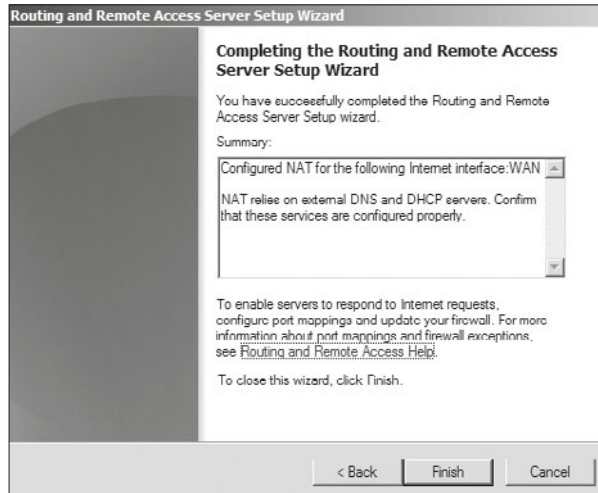 Routing and Remote Access Server Setup Wizard
Completing the Routing and Remote Access
Server Setup Wizard
You have successfully completed the Routing and Remote
Access Server Setup wizard.
Summary:
Configured NAT for the following Internet interface:WAN
NAT relies on external DNS and DHCP servers. Confirm
that these services are configured properly.
To enable servers to respond to Internet requests,
configure port mappings and update your firewall. For more
information about port mappings and firewall exceptions,
see Routing and Remote Access Help.
To close this wizard, click Finish.
< Back
Finish
Cancel